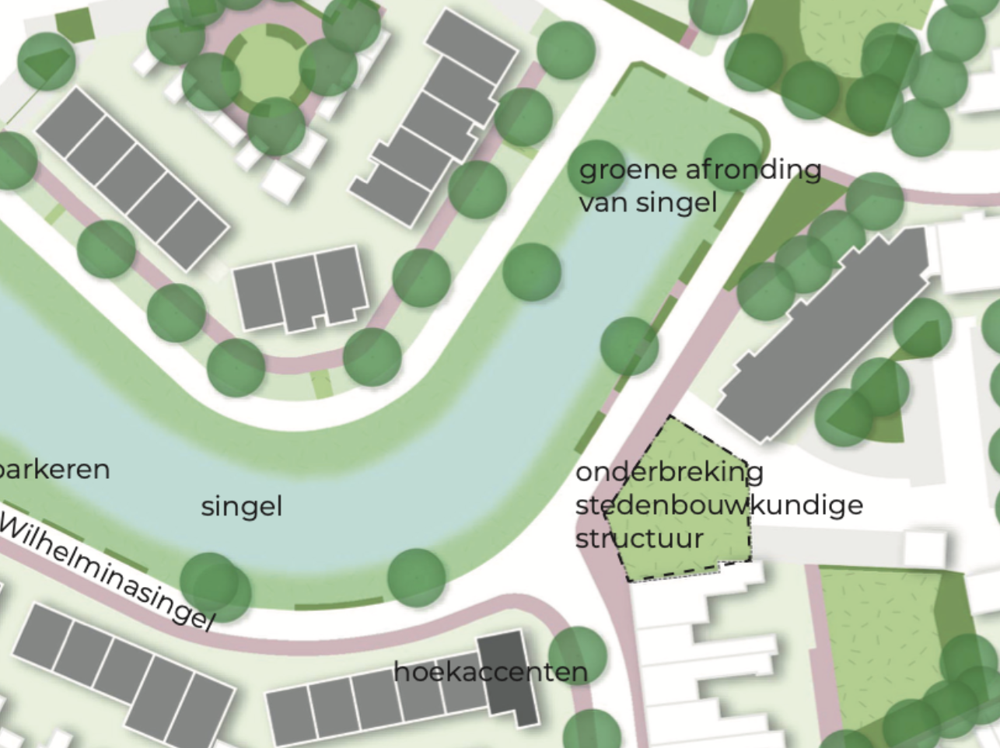 groene afronding
van singel
parkeren
onderbreking
stedenbouwkundige
structuur
singel
Wilhelminasingel
hoekaccenten